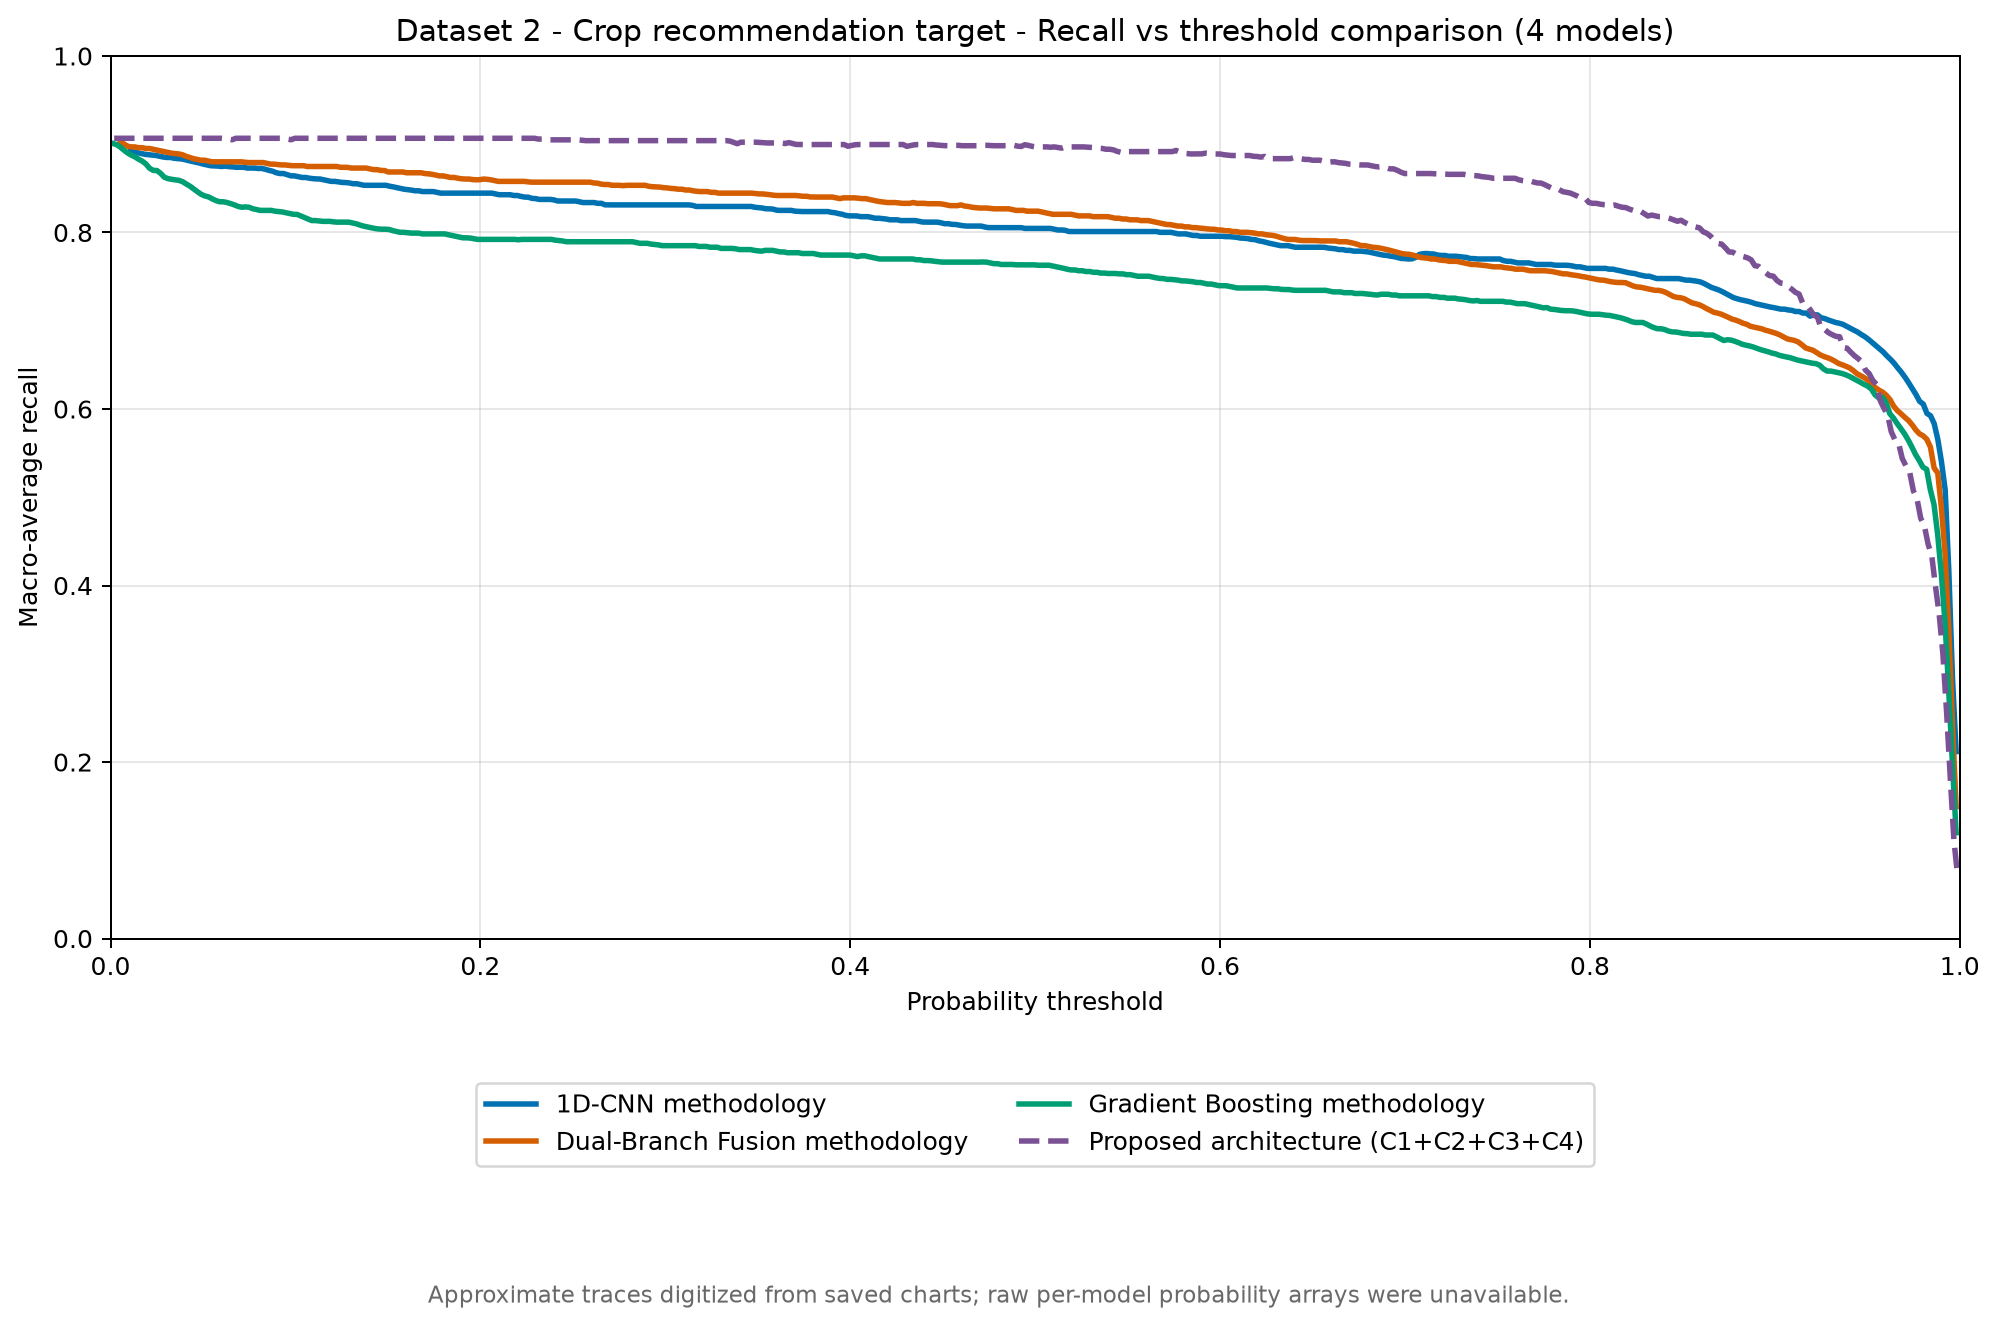 Dataset 2 - Crop recommendation target - Recall vs threshold comparison (4 models)
1.0
0.8
0.6
0.4
0.2
0.0
Macro-average recall
0.0 0.2 0.4 0.6 0.8 1.0
Probability threshold
1D-CNN methodology
Dual-Branch Fusion methodology
Gradient Boosting methodology
Proposed architecture (C1+C2+C3+C4)
Approximate traces digitized from saved charts; raw per-model probability arrays were unavailable.